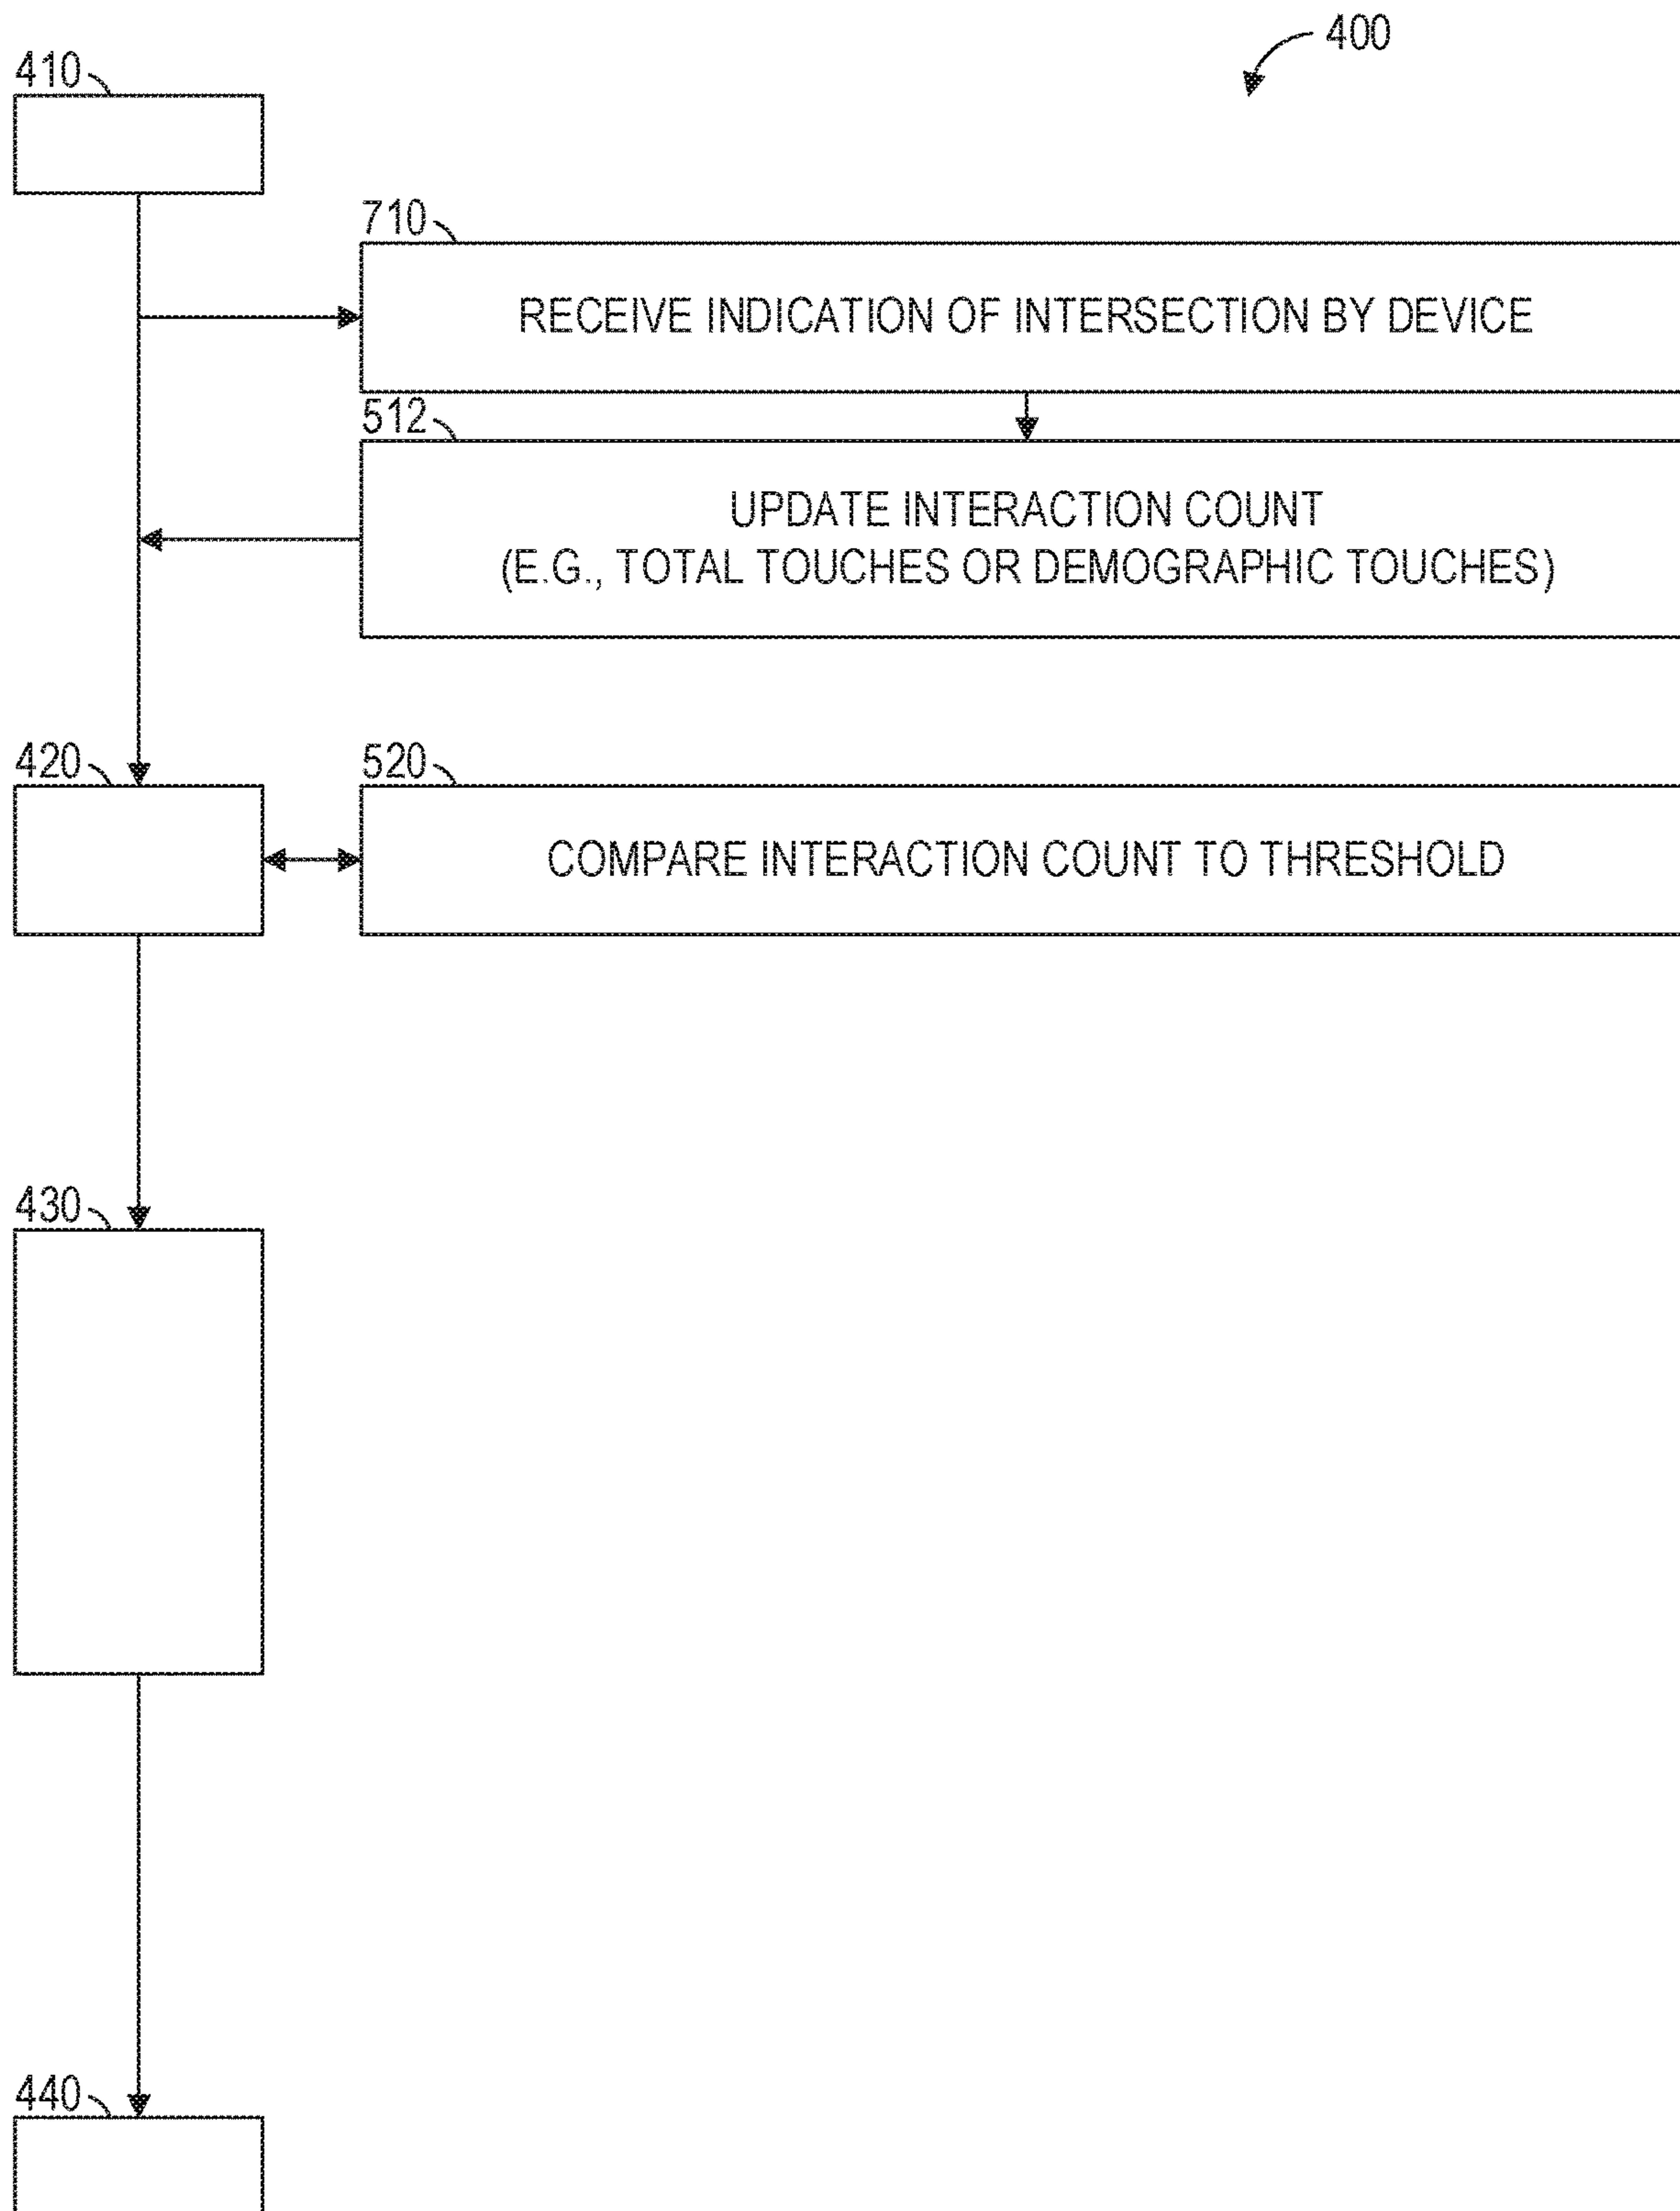 400
410
710
RECEIVE INDICATION OF INTERSECTION BY DEVICE
512
UPDATE INTERACTION COUNT
(E.G., TOTAL TOUCHES OR DEMOGRAPHIC TOUCHES)
420
520
COMPARE INTERACTION COUNT TO THRESHOLD
430
440